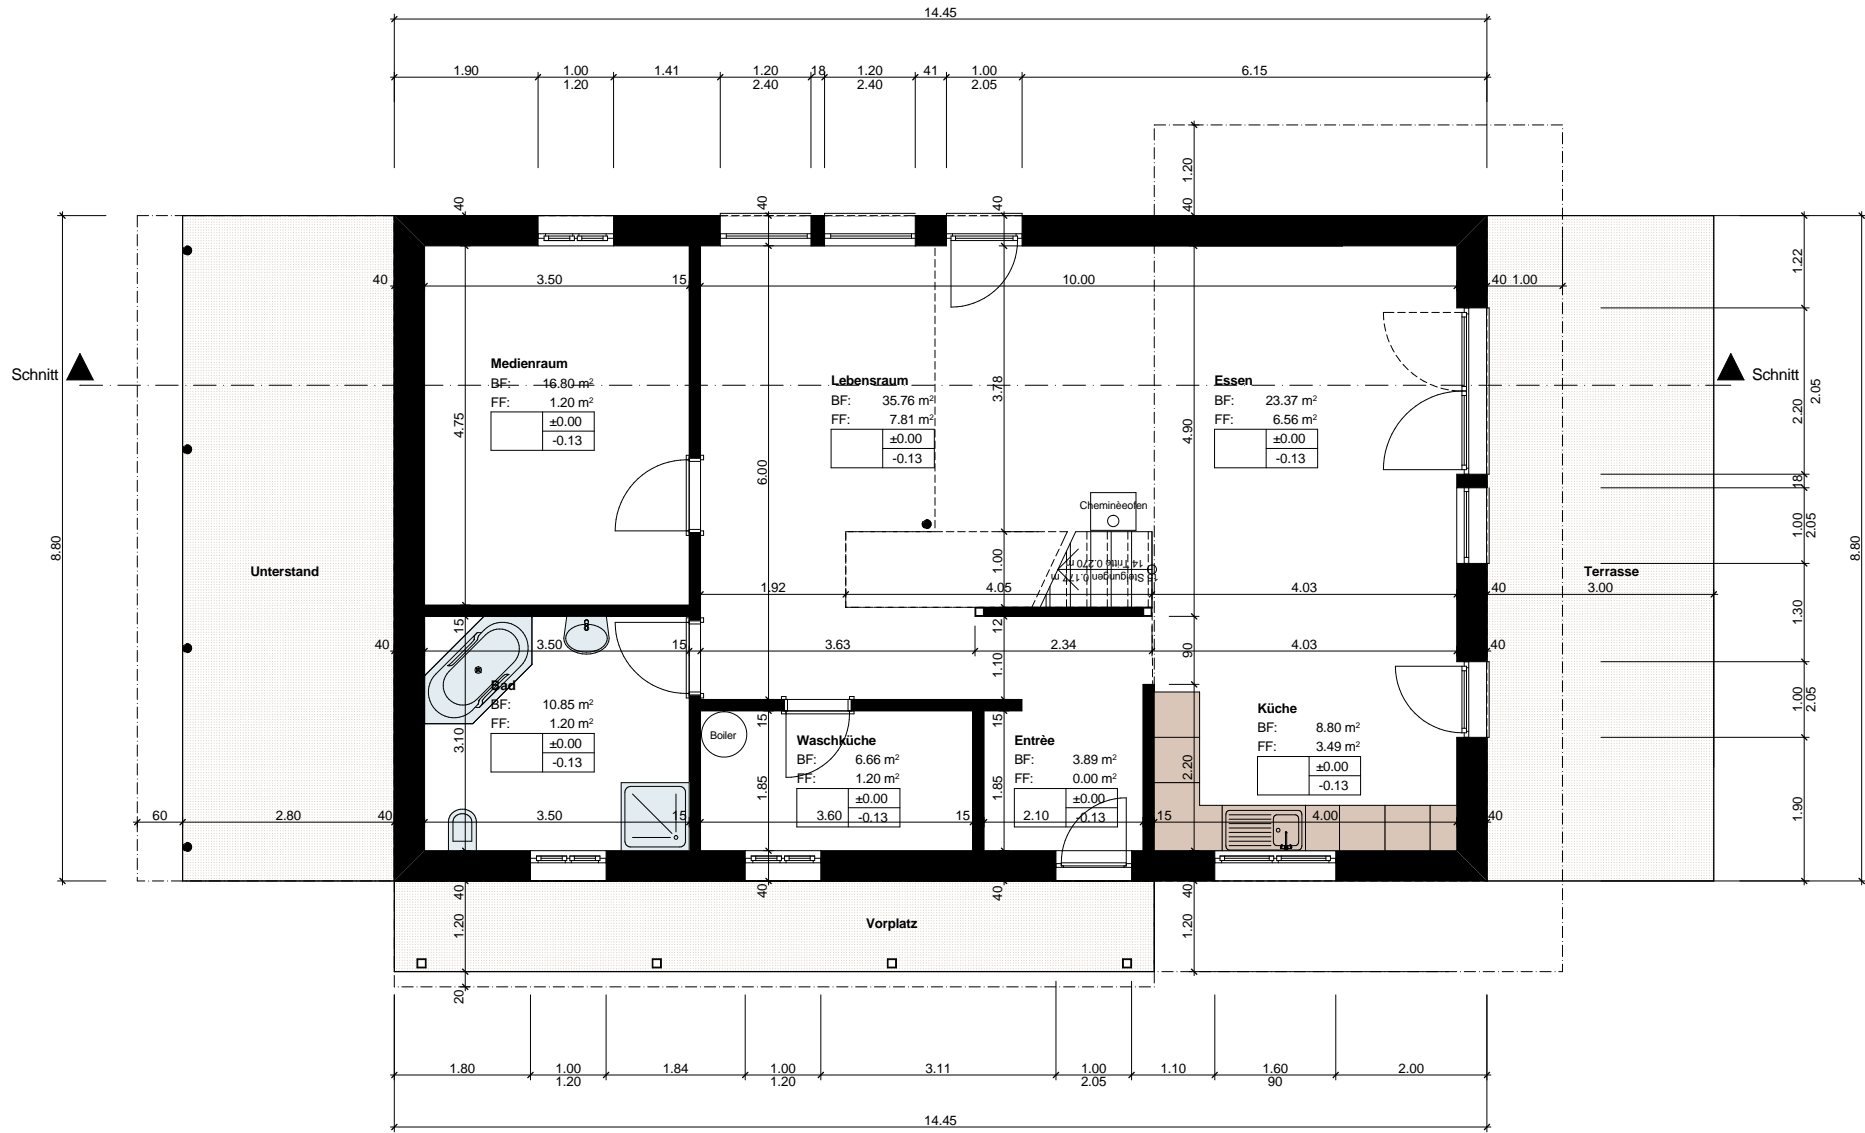 14.45
1.90 1.00 1.41 1.20 18 1.20 41 1.00 6.15
1.20 2.40 2.40 2.05
1.20
40 40 40 40
40 3.50 15 10.00 40 1.00
1.22
Schnitt
Schnitt
Medienraum
BF: 16.80 m²
FF: 1.20 m²
±0.00
-0.13
Lebensraum
BF: 35.76 m²
FF: 7.81 m²
±0.00
-0.13
Essen
BF: 23.37 m²
FF: 6.56 m²
±0.00
-0.13
4.75
6.00
3.78
4.90
2.20
2.05
18
1.00
2.05
8.80
8.80
Chemineèofen
15 Steigungen 0.177 m
14 Tritte 0.270 m
1.00
Unterstand
Terrasse
1.92 4.05 4.03 40 3.00
1.30
15 12
40 3.50 15 3.63 2.34 4.03 40
1.10
90
Bad
BF: 10.85 m²
FF: 1.20 m²
±0.00
-0.13
3.10
Boiler
15
Waschküche
BF: 6.66 m²
FF: 1.20 m²
±0.00
-0.13
1.85
15
Entrèe
BF: 3.89 m²
FF: 0.00 m²
±0.00
-0.13
1.85
Küche
BF: 8.80 m²
FF: 3.49 m²
±0.00
-0.13
2.20
1.00
2.05
1.90
60 2.80 40 3.50 15 3.60 15 2.10 15 4.00 40
40 40 40 40
1.20
Vorplatz
1.20
20
1.80 1.00 1.84 1.00 3.11 1.00 1.10 1.60 2.00
1.20 1.20 2.05 90
14.45